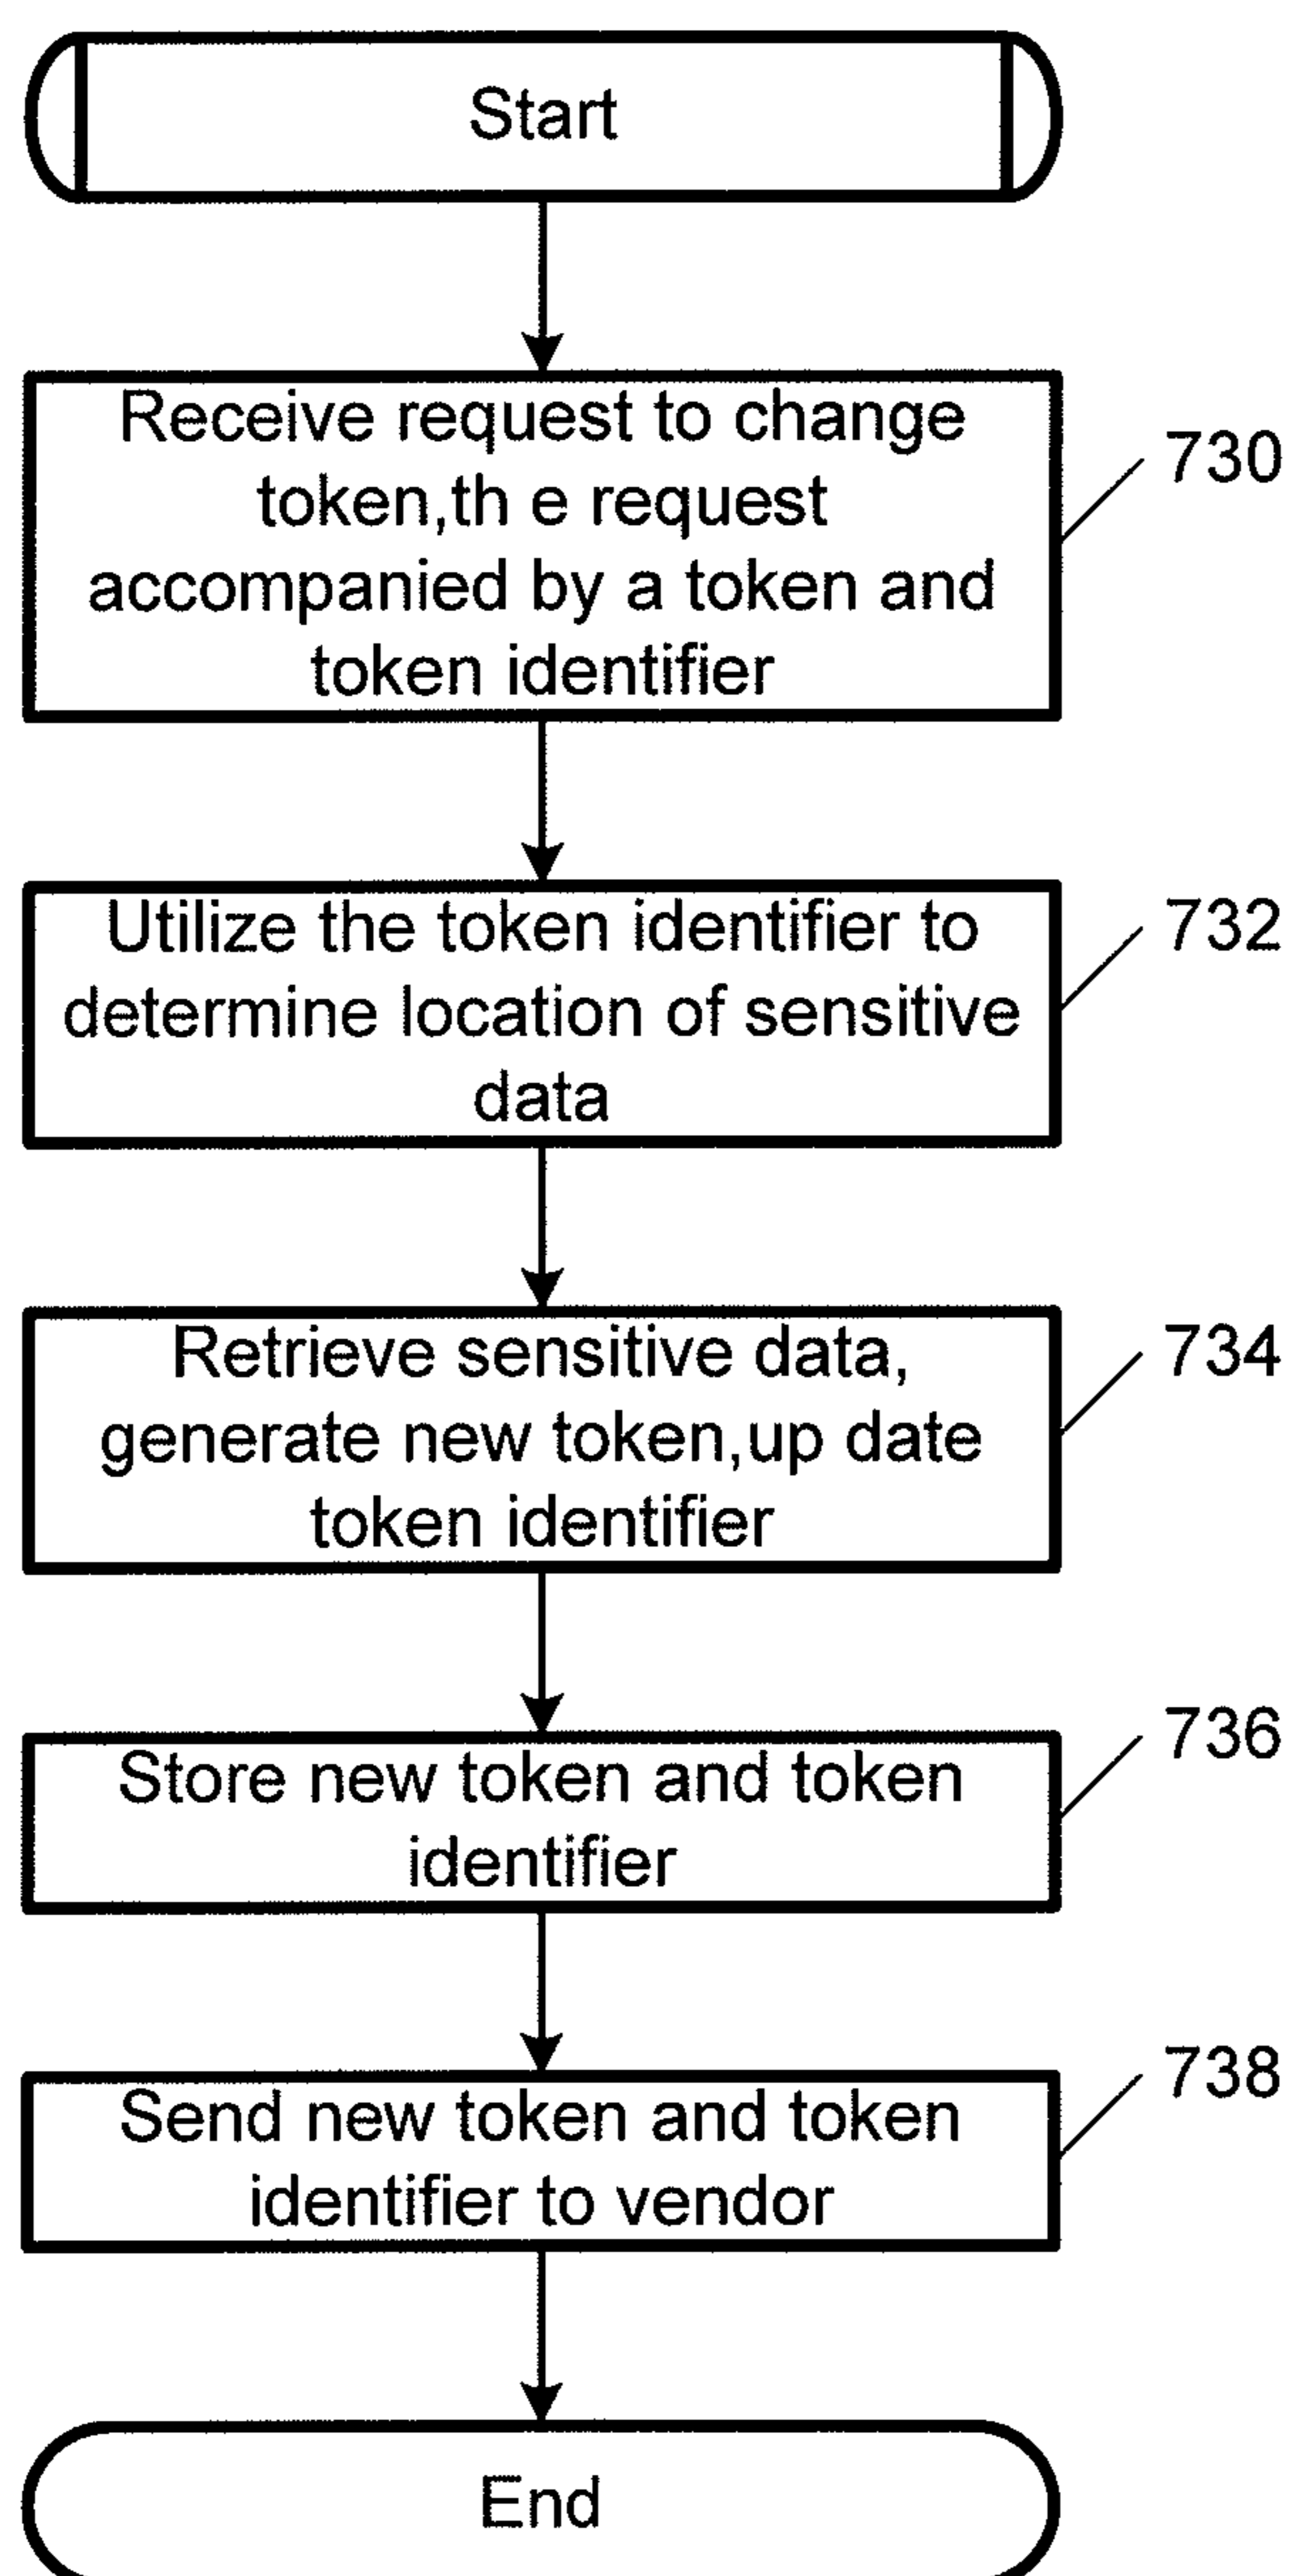 Start
Receive request to change
token,th e request
accompanied by a token and
token identifier
730
Utilize the token identifier to
determine location of sensitive
data
732
Retrieve sensitive data,
generate new token,up date
token identifier
734
Store new token and token
identifier
736
Send new token and token
identifier to vendor
738
End